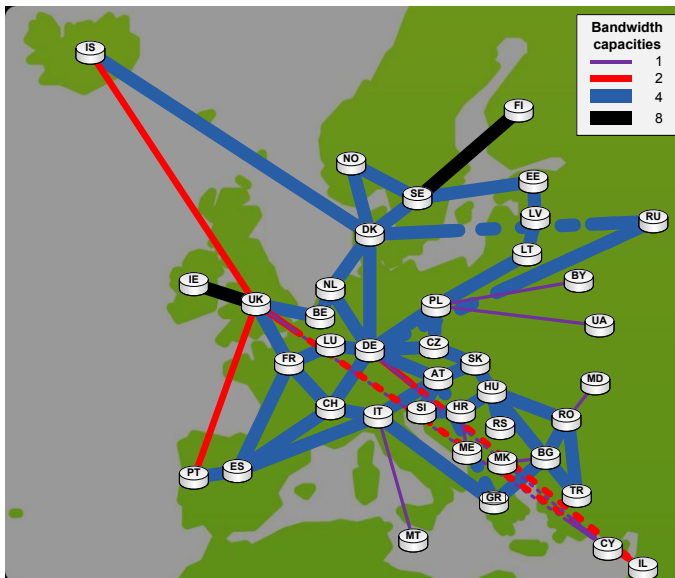 Bandwidth
capacities
1
2
4
8
IS
FI
NO
SE
EE
LV
RU
DK
LT
BY
IE
NL
UK
PL
BE
UA
LU
DE
CZ
FR
SK
AT
HU
MD
CH
IT
SI
HR
RS
RO
ME
MK
BG
PT
ES
GR
TR
MT
CY
IL